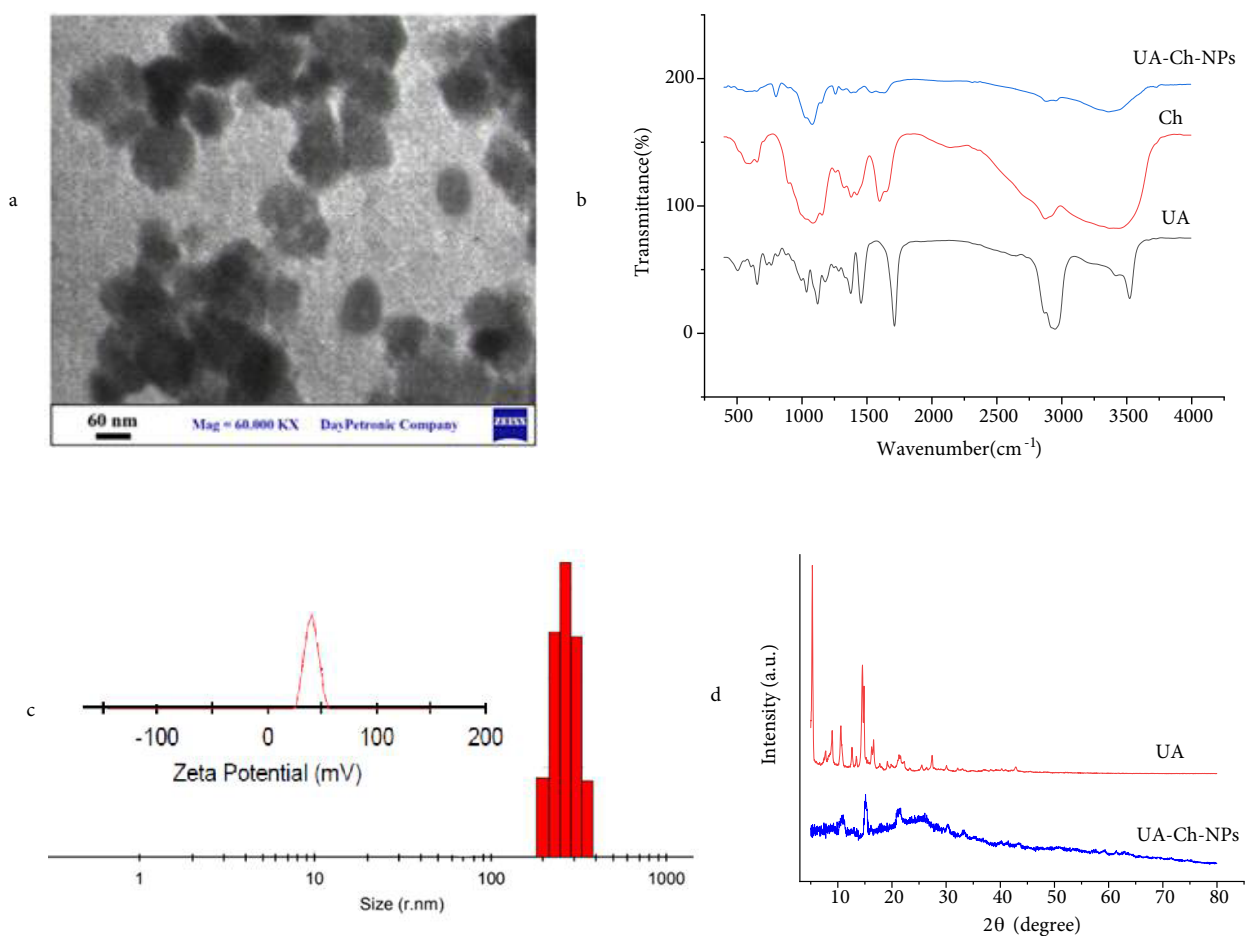 a
60 nm
Mag = 60.000 KX DayPetronic Company
ZEISS
b
Transmittance(%)
200
100
0
UA-Ch-NPs
Ch
UA
500 1000 1500 2000 2500 3000 3500 4000
Wavenumber(cm-1)
c
-100 0 100 200
Zeta Potential (mV)
1 10 100 1000
Size (r.nm)
d
Intensity (a.u.)
UA
UA-Ch-NPs
10 20 30 40 50 60 70 80
2θ (degree)